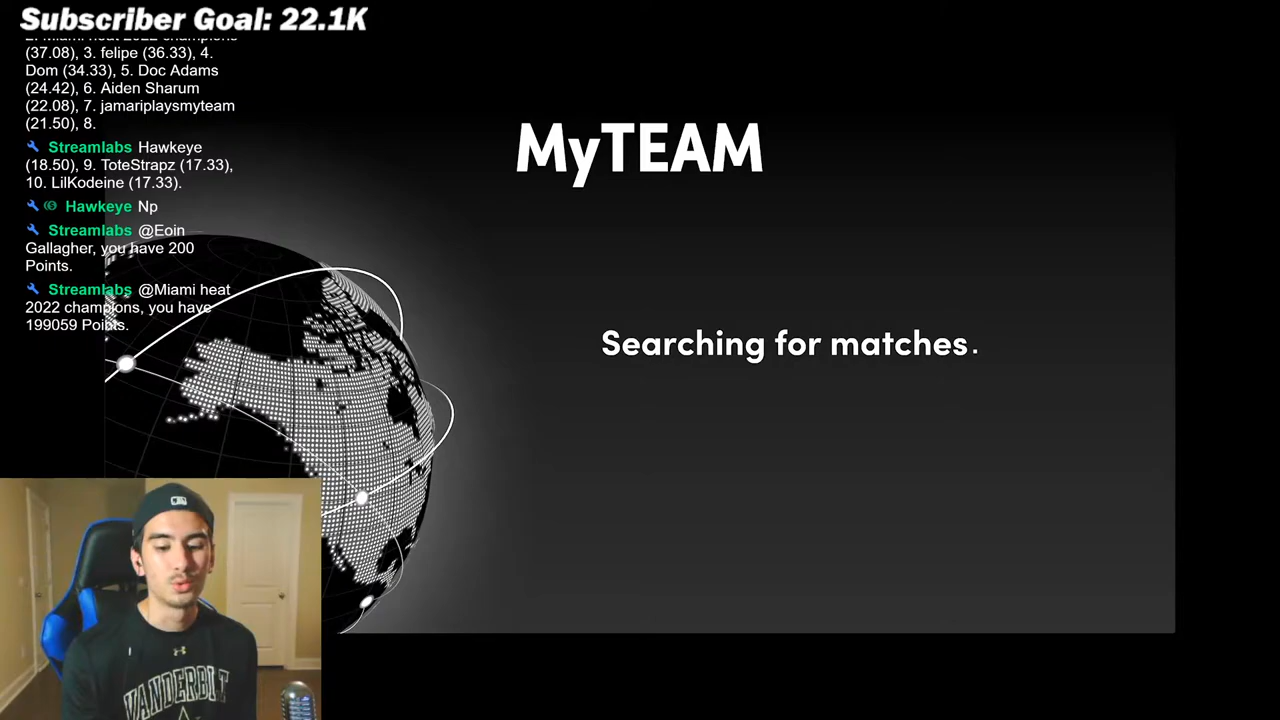 Subscriber Goal: 22.1K
(37.08), 3. felipe (36.33), 4.
Dom (34.33), 5. Doc Adams
(24.42), 6. Aiden Sharum
(22.08), 7. jamariplaysmyteam
(21.50), 8.
Streamlabs Hawkeye
(18.50), 9. ToteStrapz (17.33),
10. LilKodeine (17.33).
Hawkeye Np
Streamlabs @Eoin
Gallagher, you have 200
Points.
Streamlabs @Miami heat
2022 champions, you have
199059 Points.
MyTEAM
Searching for matches.
VANDERBILT